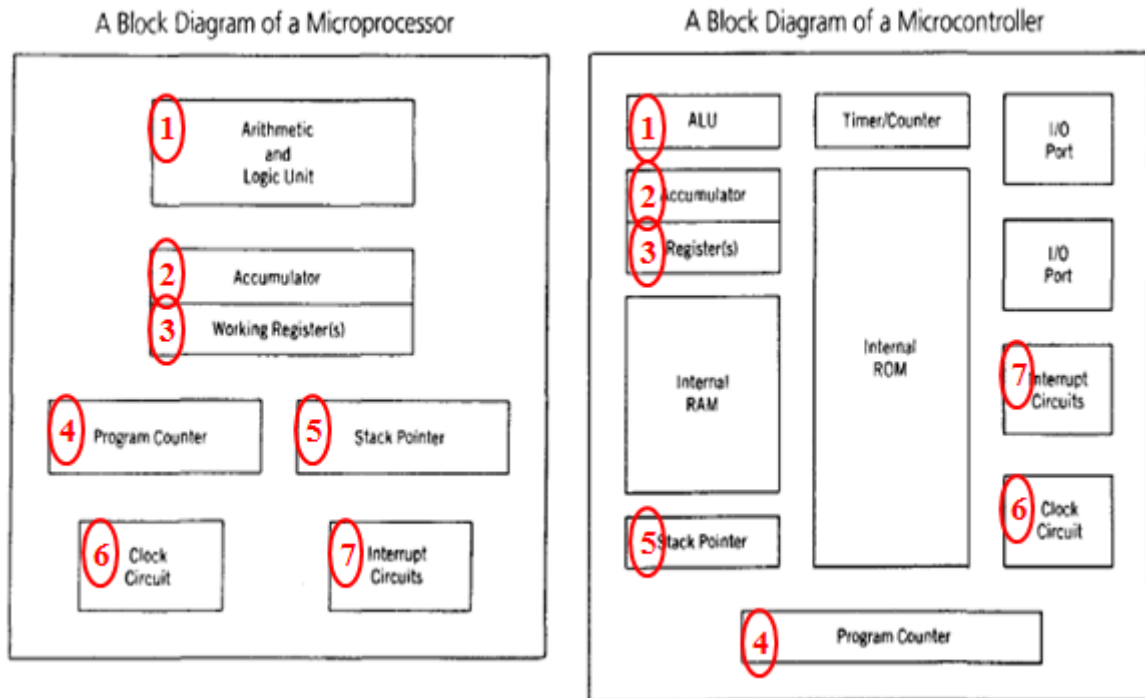 A Block Diagram of a Microprocessor
1
Arithmetic
and
Logic Unit
2
Accumulator
3
Working Register(s)
4
Program Counter
5
Stack Pointer
6
Clock
Circuit
7
Interrupt
Circuits
A Block Diagram of a Microcontroller
1
ALU
Timer/Counter
I/O
Port
2
Accumulator
3
Register(s)
I/O
Port
Internal
RAM
Internal
ROM
7
Interrupt
Circuits
5
Stack Pointer
6
Clock
Circuit
4
Program Counter